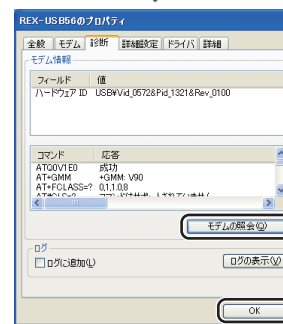 REX-USB56のプロパティ
全般 モデム 診断 詳細設定 ドライバ 詳細
モデム情報
フィールド 値
ハードウェア ID USB¥Vid_0572&Pid_1321&Rev_0100
コマンド 応答
ATQ0V1E0 成功
AT+GMM +GMM: V90
AT+FCLASS=? 0,1,1.0,8
モデムの照会(Q)
ログ
ログに追加(L)
ログの表示(V)
OK